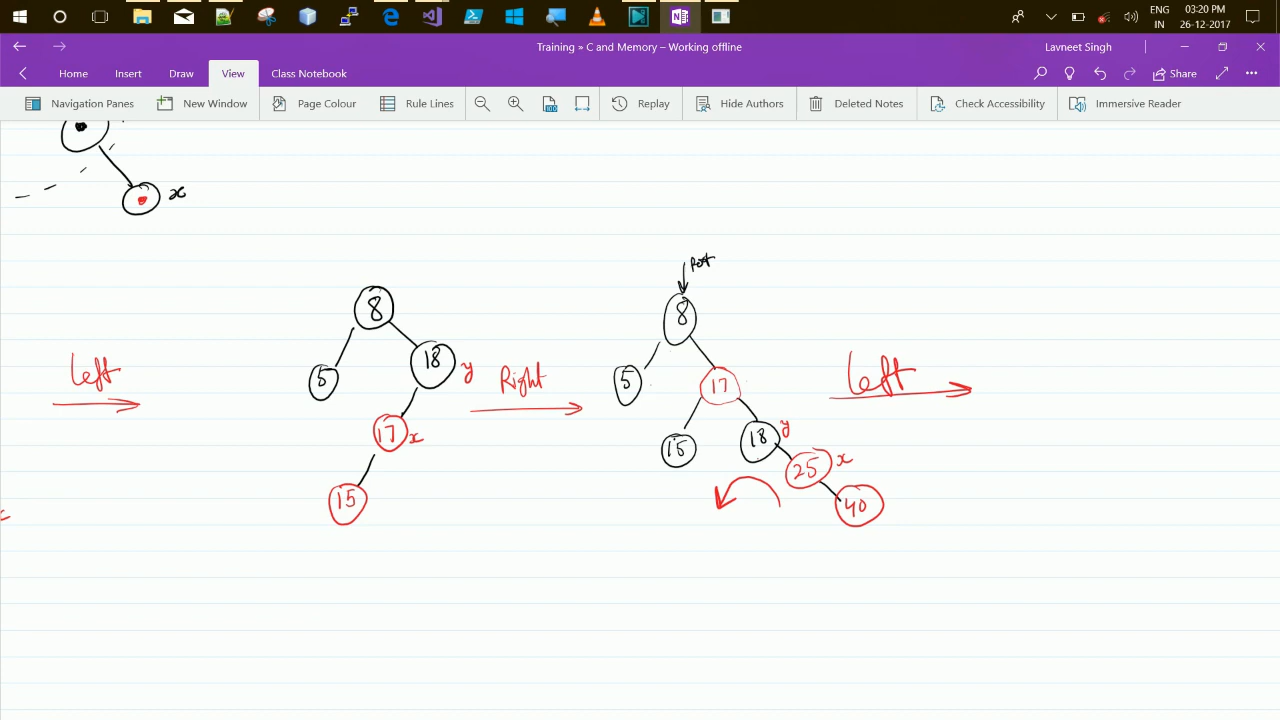 ENG
IN
03:20 PM
26-12-2017
Training » C and Memory – Working offline
Lavneet Singh
Home Insert Draw View Class Notebook
Share
Navigation Panes New Window Page Colour Rule Lines Replay Hide Authors Deleted Notes Check Accessibility Immersive Reader
x
left
8
5 18 y
17 x
15
Right
8
5 17
15 18 y
25 x
40
left